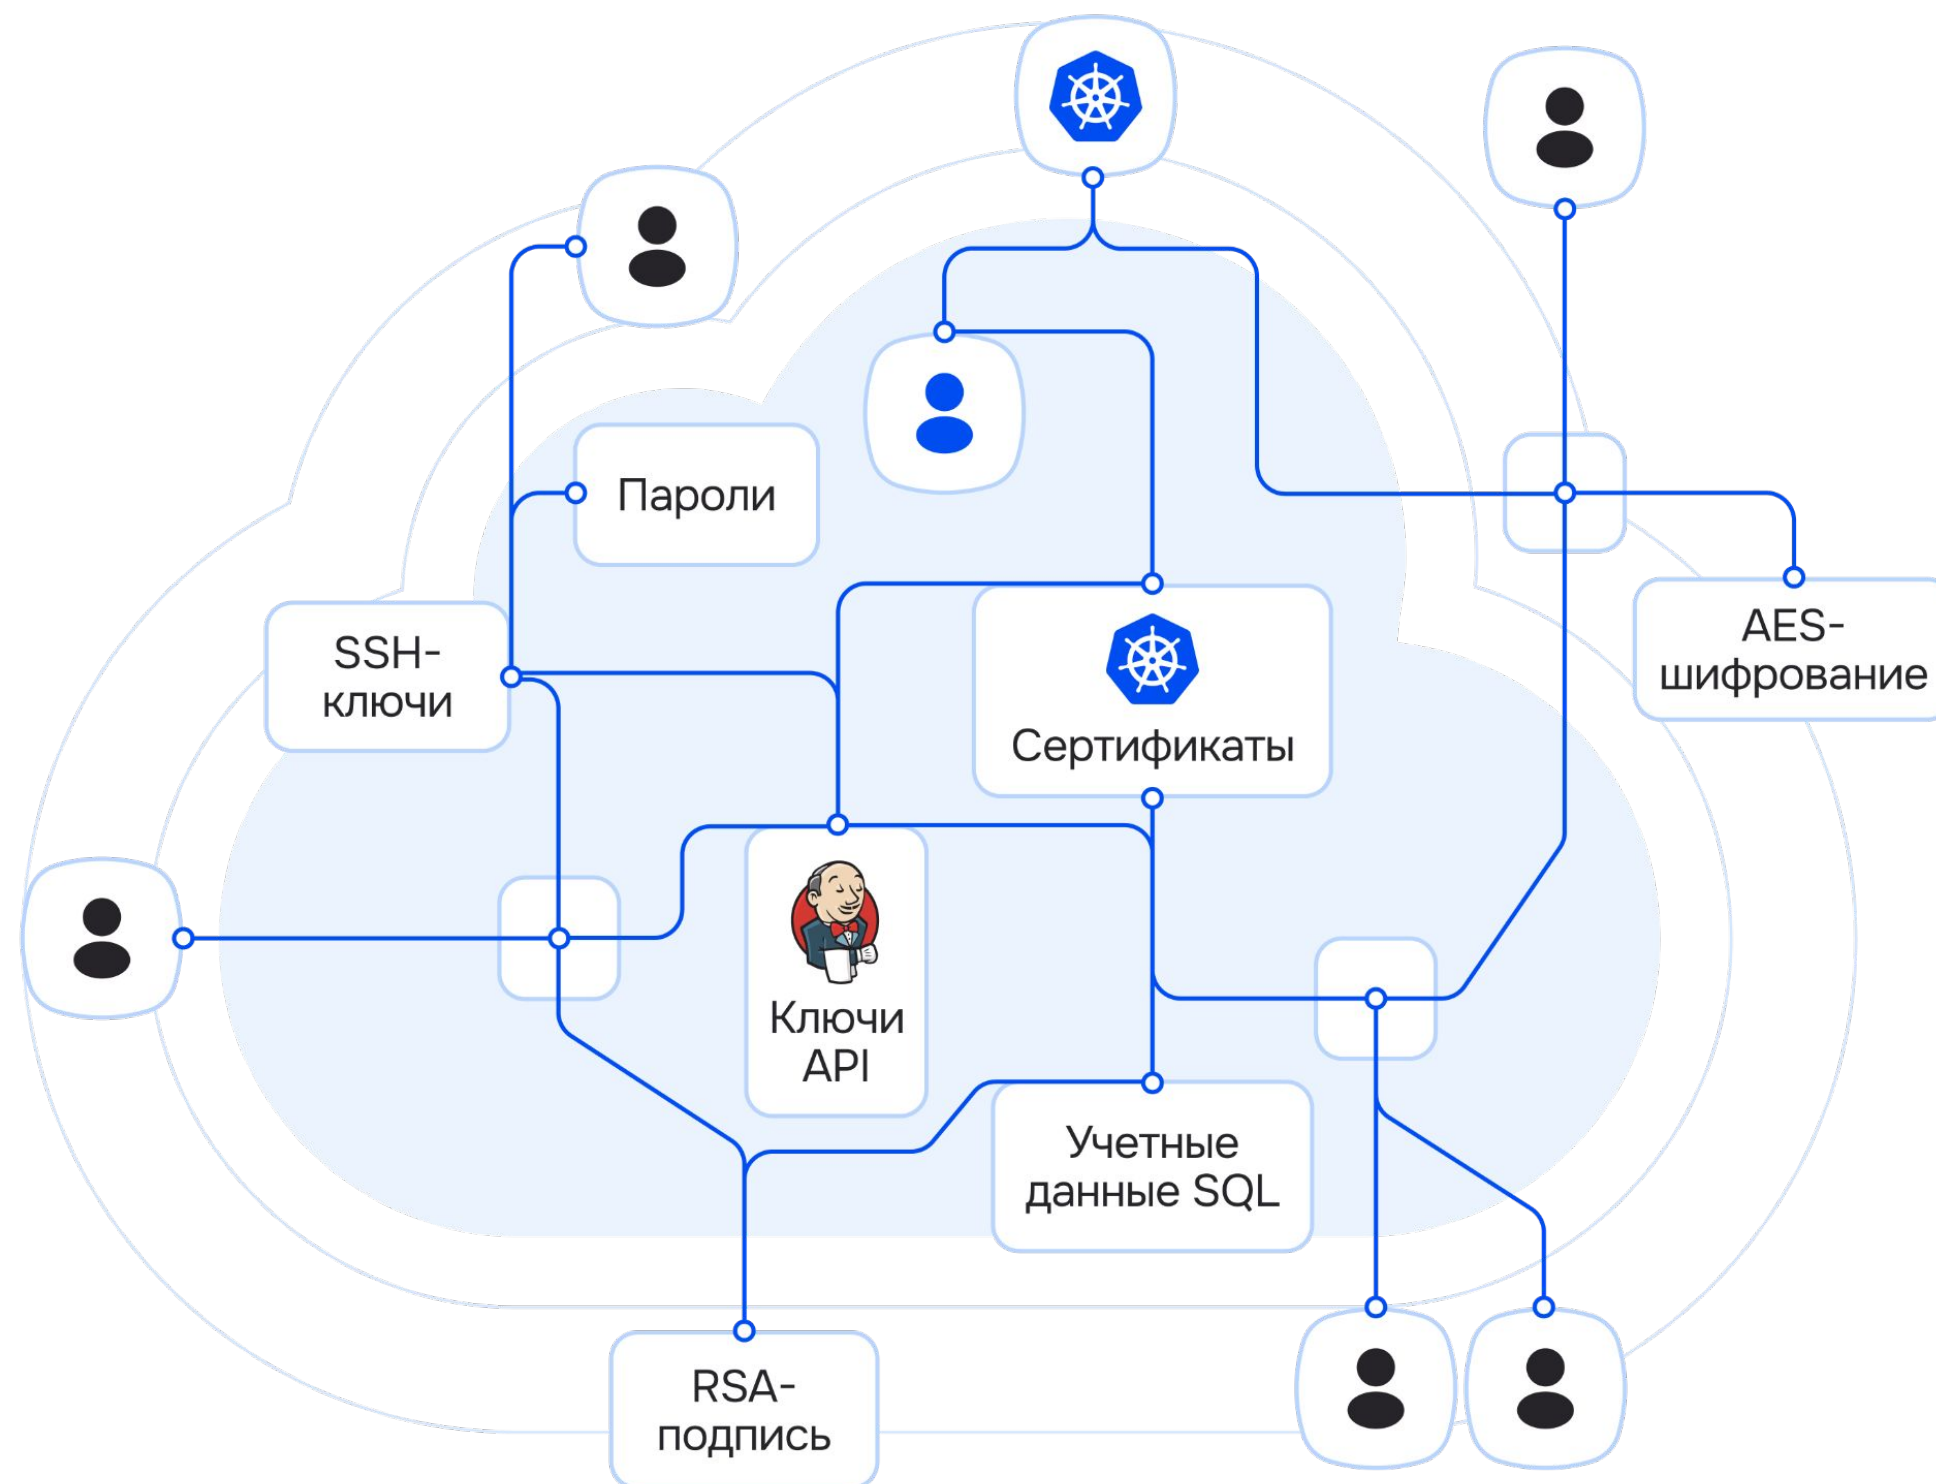 Пароли
SSH-
ключи
AES-
шифрование
Сертификаты
Ключи
API
Учетные
данные SQL
RSA-
подпись